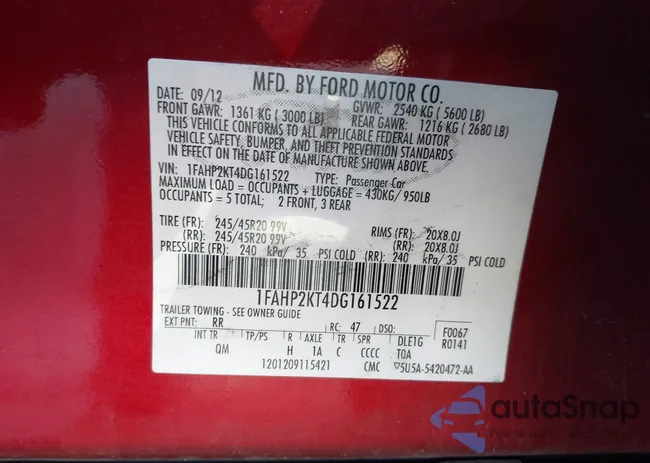 MFD. BY FORD MOTOR CO.
DATE: 09/12 GVWR: 2540 KG (5600 LB)
FRONT GAWR: 1361 KG (3000 LB) REAR GAWR: 1216 KG (2680 LB)
THIS VEHICLE CONFORMS TO ALL APPLICABLE FEDERAL MOTOR
VEHICLE SAFETY, BUMPER, AND THEFT PREVENTION STANDARDS
IN EFFECT ON THE DATE OF MANUFACTURE SHOWN ABOVE.
VIN: 1FAHP2KT4DG161522 TYPE: Passenger Car
MAXIMUM LOAD = OCCUPANTS + LUGGAGE = 430KG/950LB
OCCUPANTS = 5 TOTAL; 2 FRONT, 3 REAR
TIRE (FR): 245/45R20 99V RIMS (FR): 20X8.0J
(RR): 245/45R20 99V (RR): 20X8.0J
PRESSURE (FR): 240 kPa/ 35 PSI COLD (RR): 240 kPa/35 PSI COLD
1FAHP2KT4DG161522
TRAILER TOWING - SEE OWNER GUIDE F0067
EXT PNT: RR RC: 47 DSO: R0141
INT TR TP/PS R AXLE TR SPR DLE1G
QM H 1A C CCCC T0A
1201209115421 CMC 5U5A-5420472-AA
autoSnap